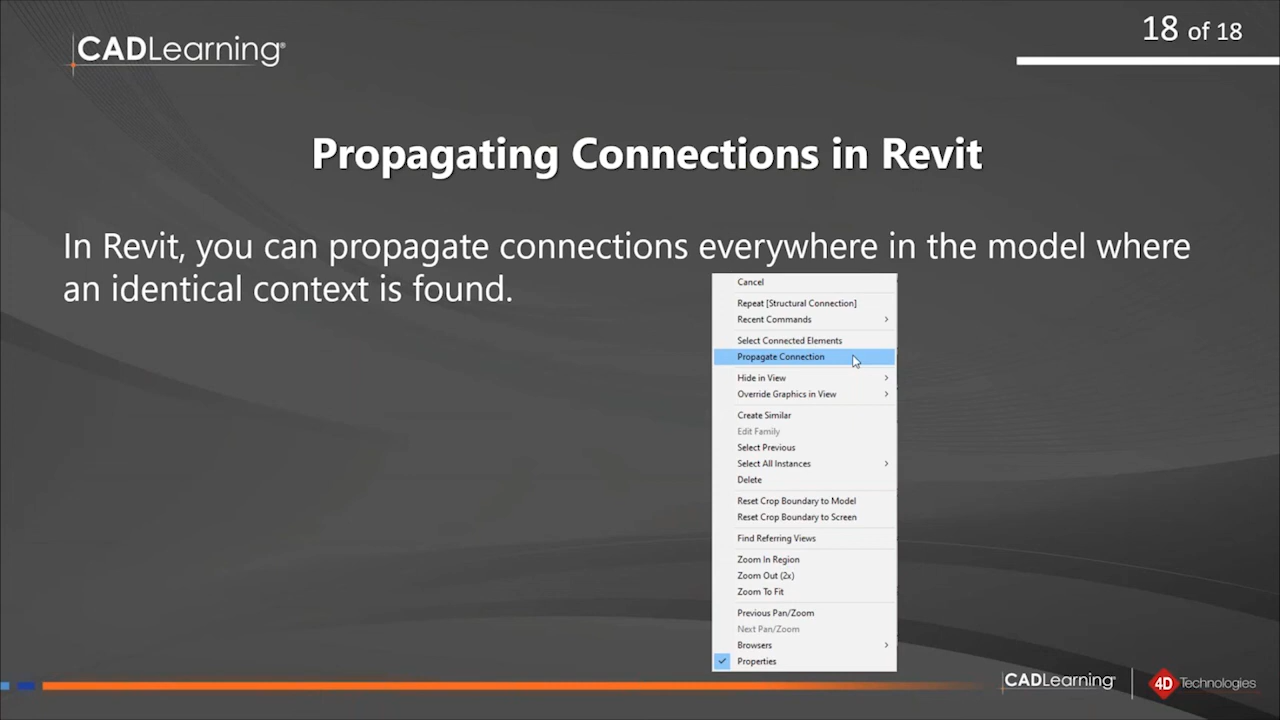 CADLearning®
18 of 18
Propagating Connections in Revit
In Revit, you can propagate connections everywhere in the model where
an identical context is found.
Cancel
Repeat [Structural Connection]
Recent Commands
Select Connected Elements
Propagate Connection
Hide in View
Override Graphics in View
Create Similar
Edit Family
Select Previous
Select All Instances
Delete
Reset Crop Boundary to Model
Reset Crop Boundary to Screen
Find Referring Views
Zoom In Region
Zoom Out (2x)
Zoom To Fit
Previous Pan/Zoom
Next Pan/Zoom
Browsers
Properties
CADLearning®
4D Technologies